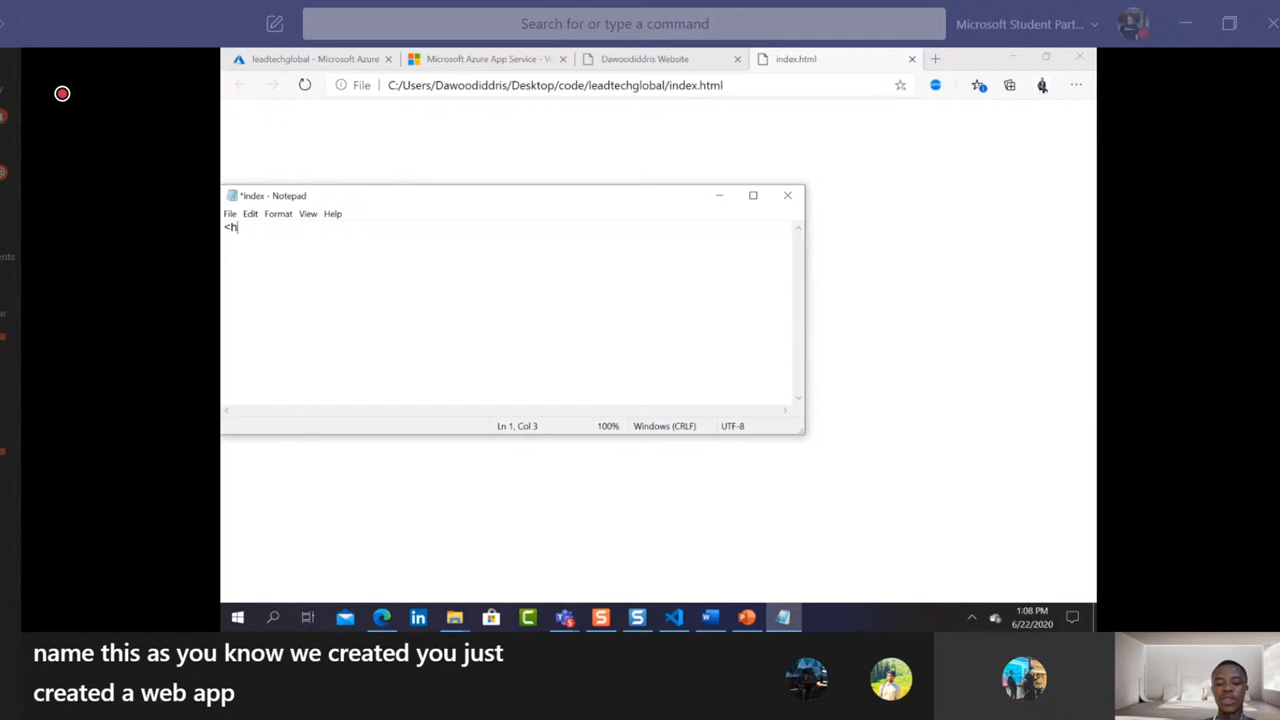 Search for or type a command
Microsoft Student Part...
leadtechglobal - Microsoft Azure
Microsoft Azure App Service - W
Dawoodiddris Website
index.html
File
C:/Users/Dawoodiddris/Desktop/code/leadtechglobal/index.html
*index - Notepad
File Edit Format View Help
<h
Ln 1, Col 3
100%
Windows (CRLF)
UTF-8
ents
ar
1:08 PM
6/22/2020
name this as you know we created you just
created a web app